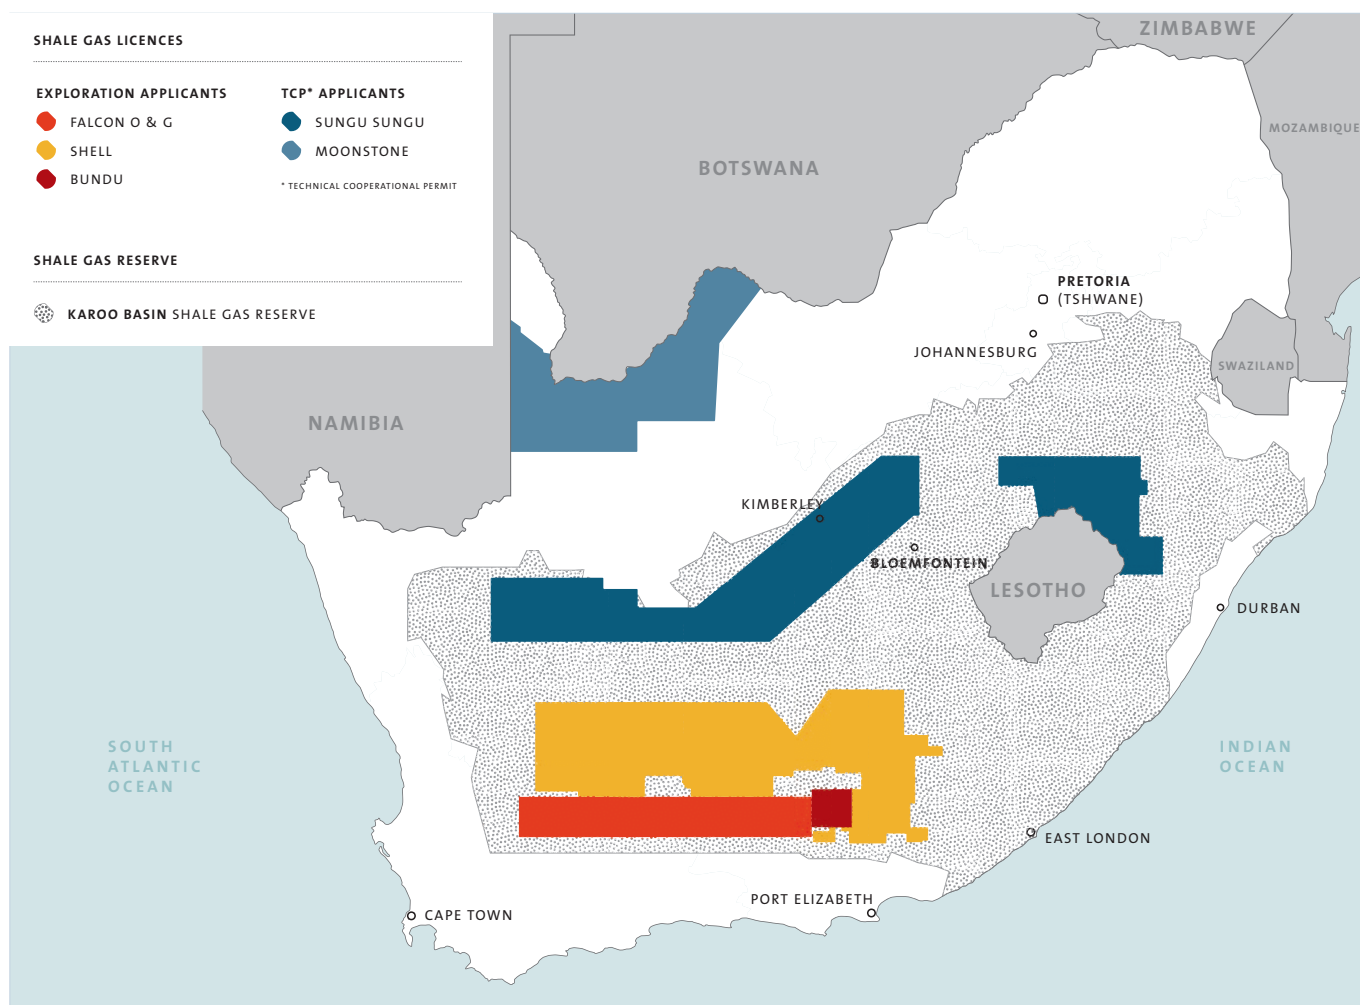 SHALE GAS LICENCES
EXPLORATION APPLICANTS
FALCON O & G
SHELL
BUNDU
TCP* APPLICANTS
SUNGU SUNGU
MOONSTONE
* TECHNICAL COOPERATIONAL PERMIT
SHALE GAS RESERVE
KAROO BASIN SHALE GAS RESERVE
ZIMBABWE
MOZAMBIQUE
BOTSWANA
PRETORIA
(TSHWANE)
JOHANNESBURG
SWAZILAND
NAMIBIA
KIMBERLEY
BLOEMFONTEIN
LESOTHO
DURBAN
SOUTH
ATLANTIC
OCEAN
INDIAN
OCEAN
EAST LONDON
PORT ELIZABETH
CAPE TOWN